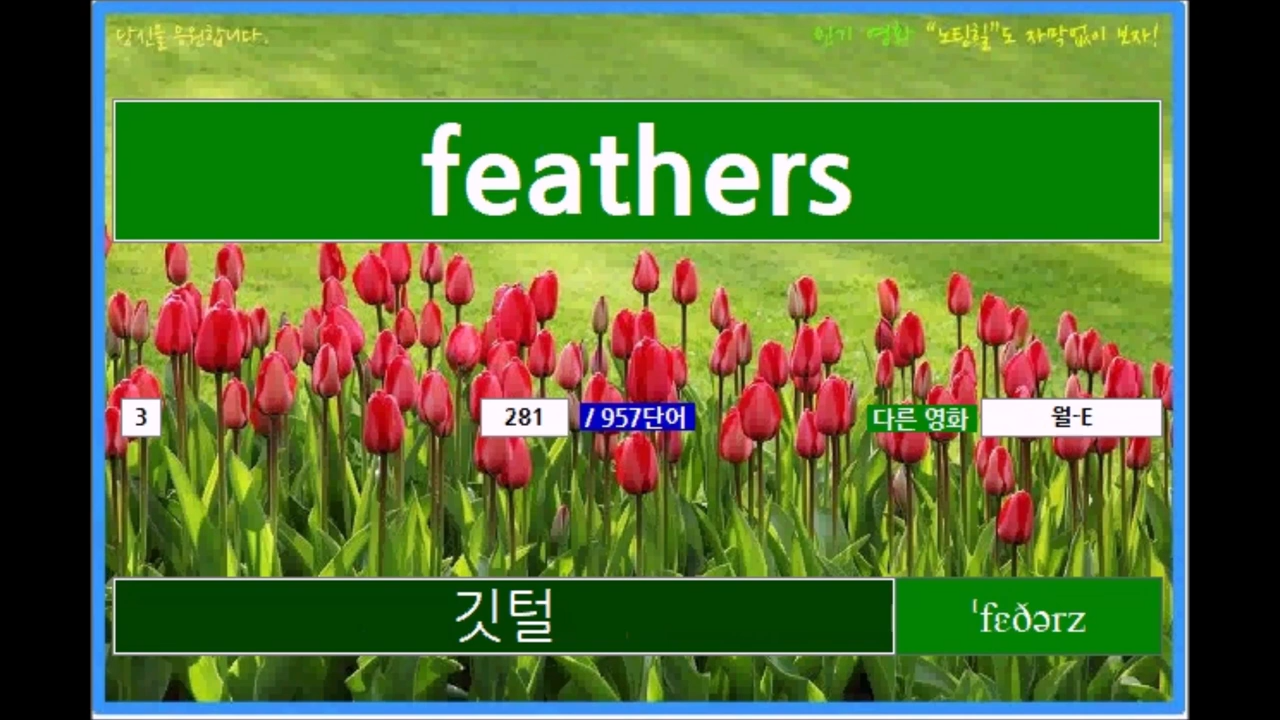 당신을 응원합니다.
인기 영화 “노팅힐”도 자막없이 보자!
feathers
3
281 / 957단어
다른 영화 월-E
깃털
ˈfɛðərz